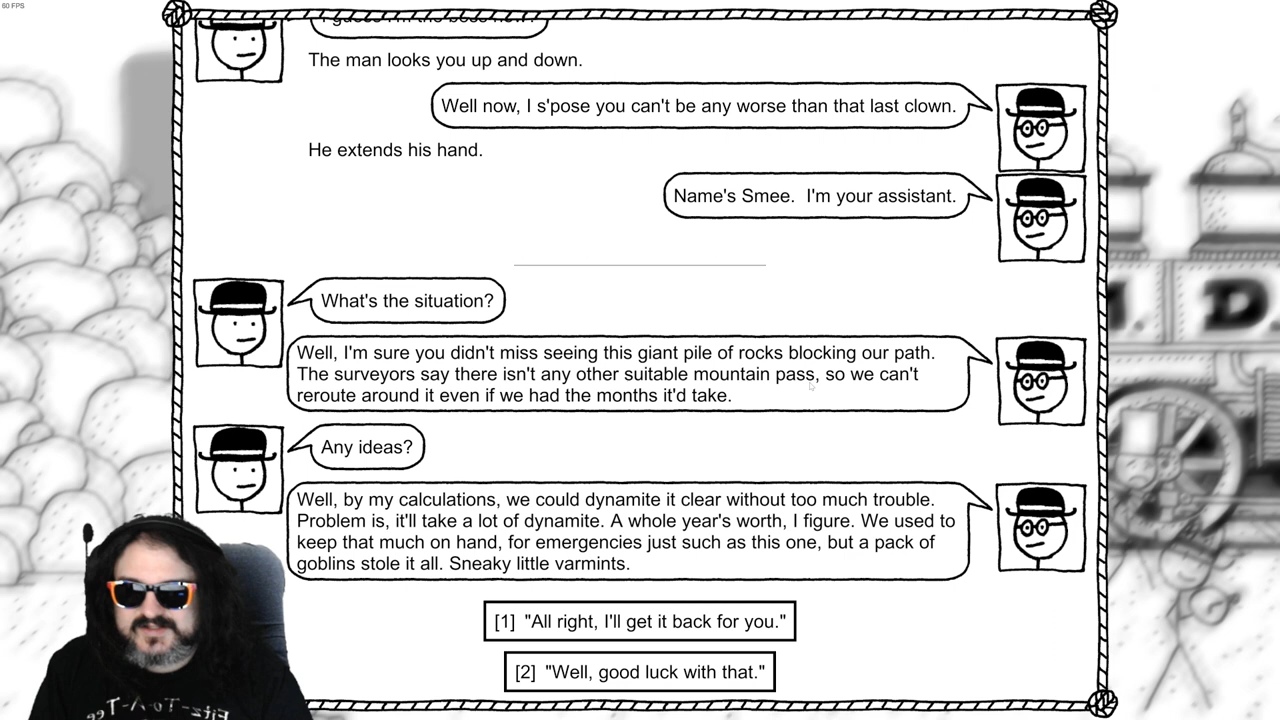 60 FPS
The man looks you up and down.
Well now, I s'pose you can't be any worse than that last clown.
He extends his hand.
Name's Smee.  I'm your assistant.
What's the situation?
Well, I'm sure you didn't miss seeing this giant pile of rocks blocking our path.
The surveyors say there isn't any other suitable mountain pass, so we can't
reroute around it even if we had the months it'd take.
Any ideas?
Well, by my calculations, we could dynamite it clear without too much trouble.
Problem is, it'll take a lot of dynamite. A whole year's worth, I figure. We used to
keep that much on hand, for emergencies just such as this one, but a pack of
goblins stole it all. Sneaky little varmints.
[1]  "All right, I'll get it back for you."
[2]  "Well, good luck with that."
D.